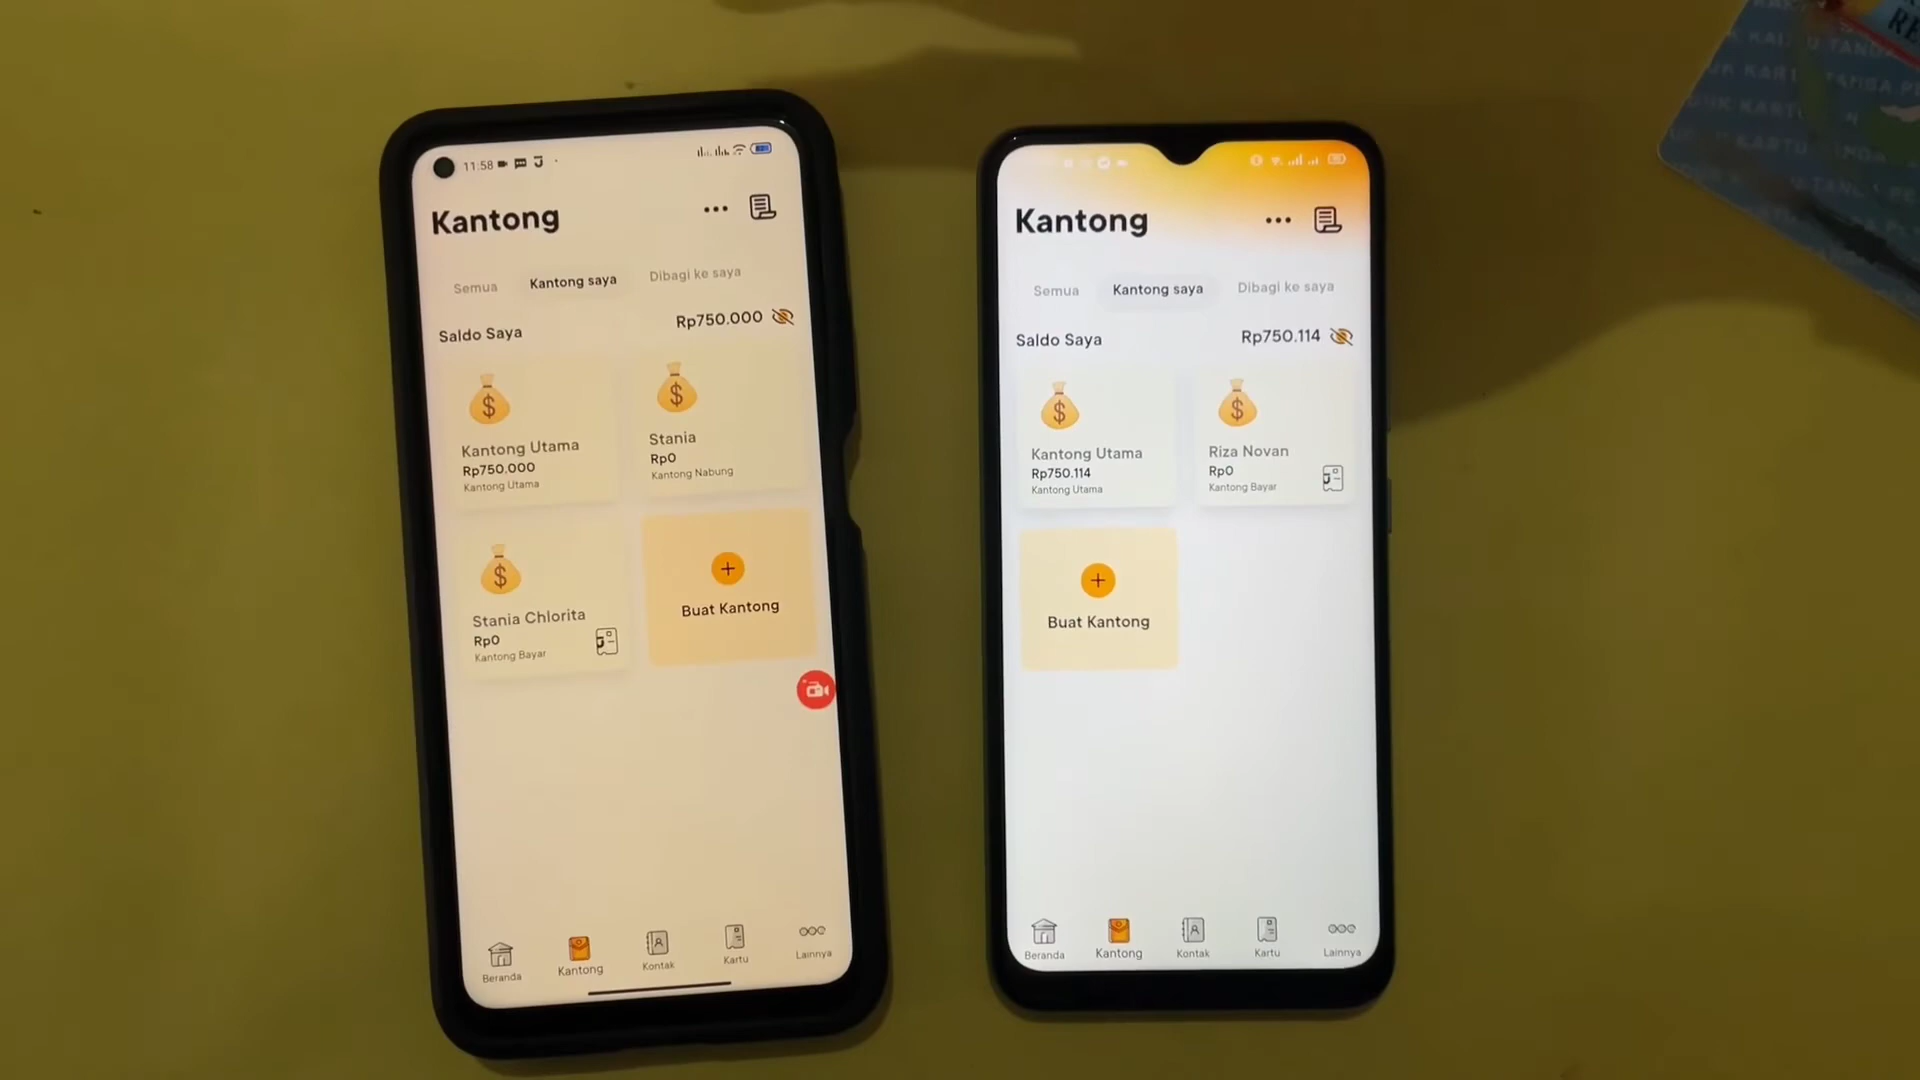 11:58
Kantong
Semua
Kantong saya
Dibagi ke saya
Saldo Saya
Rp750.000
Kantong Utama
Rp750.000
Kantong Utama
Stania
Rp0
Kantong Nabung
Stania Chlorita
Rp0
Kantong Bayar
Buat Kantong
Beranda
Kantong
Kontak
Kartu
Lainnya
Kantong
Semua
Kantong saya
Dibagi ke saya
Saldo Saya
Rp750.114
Kantong Utama
Rp750.114
Kantong Utama
Riza Novan
Rp0
Kantong Bayar
Buat Kantong
Beranda
Kantong
Kontak
Kartu
Lainnya